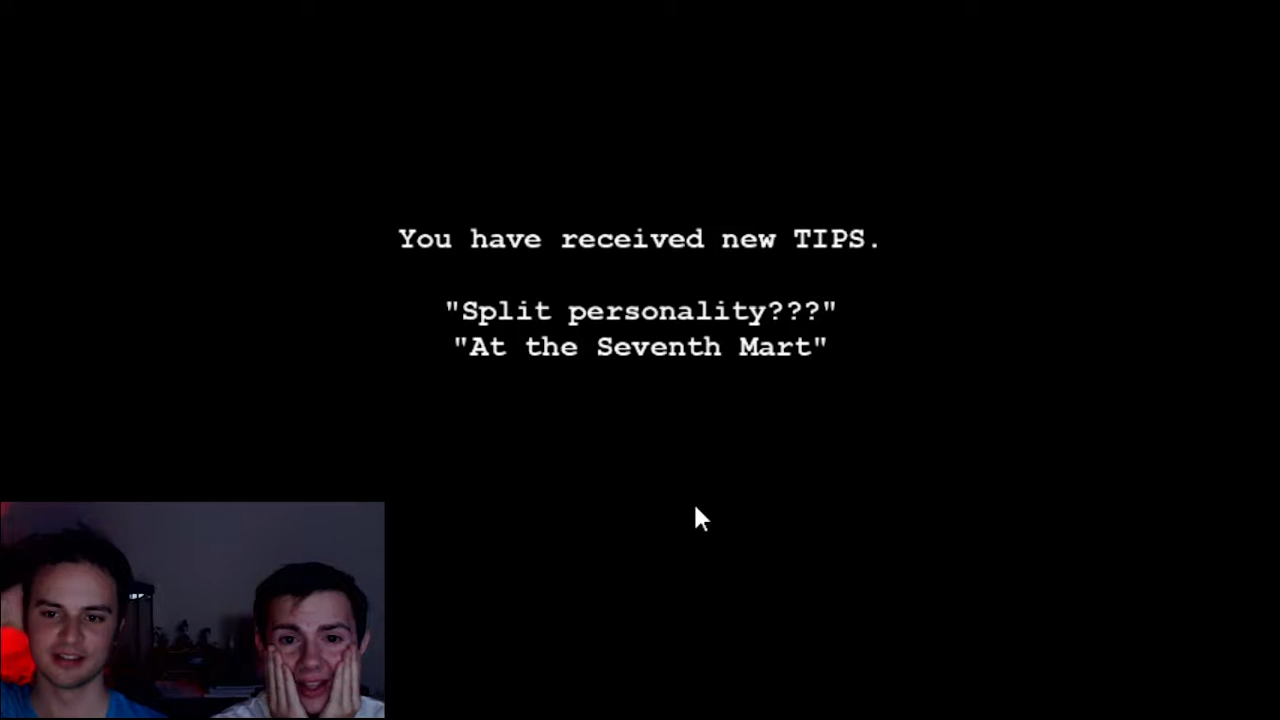 You have received new TIPS.
"Split personality???"
"At the Seventh Mart"